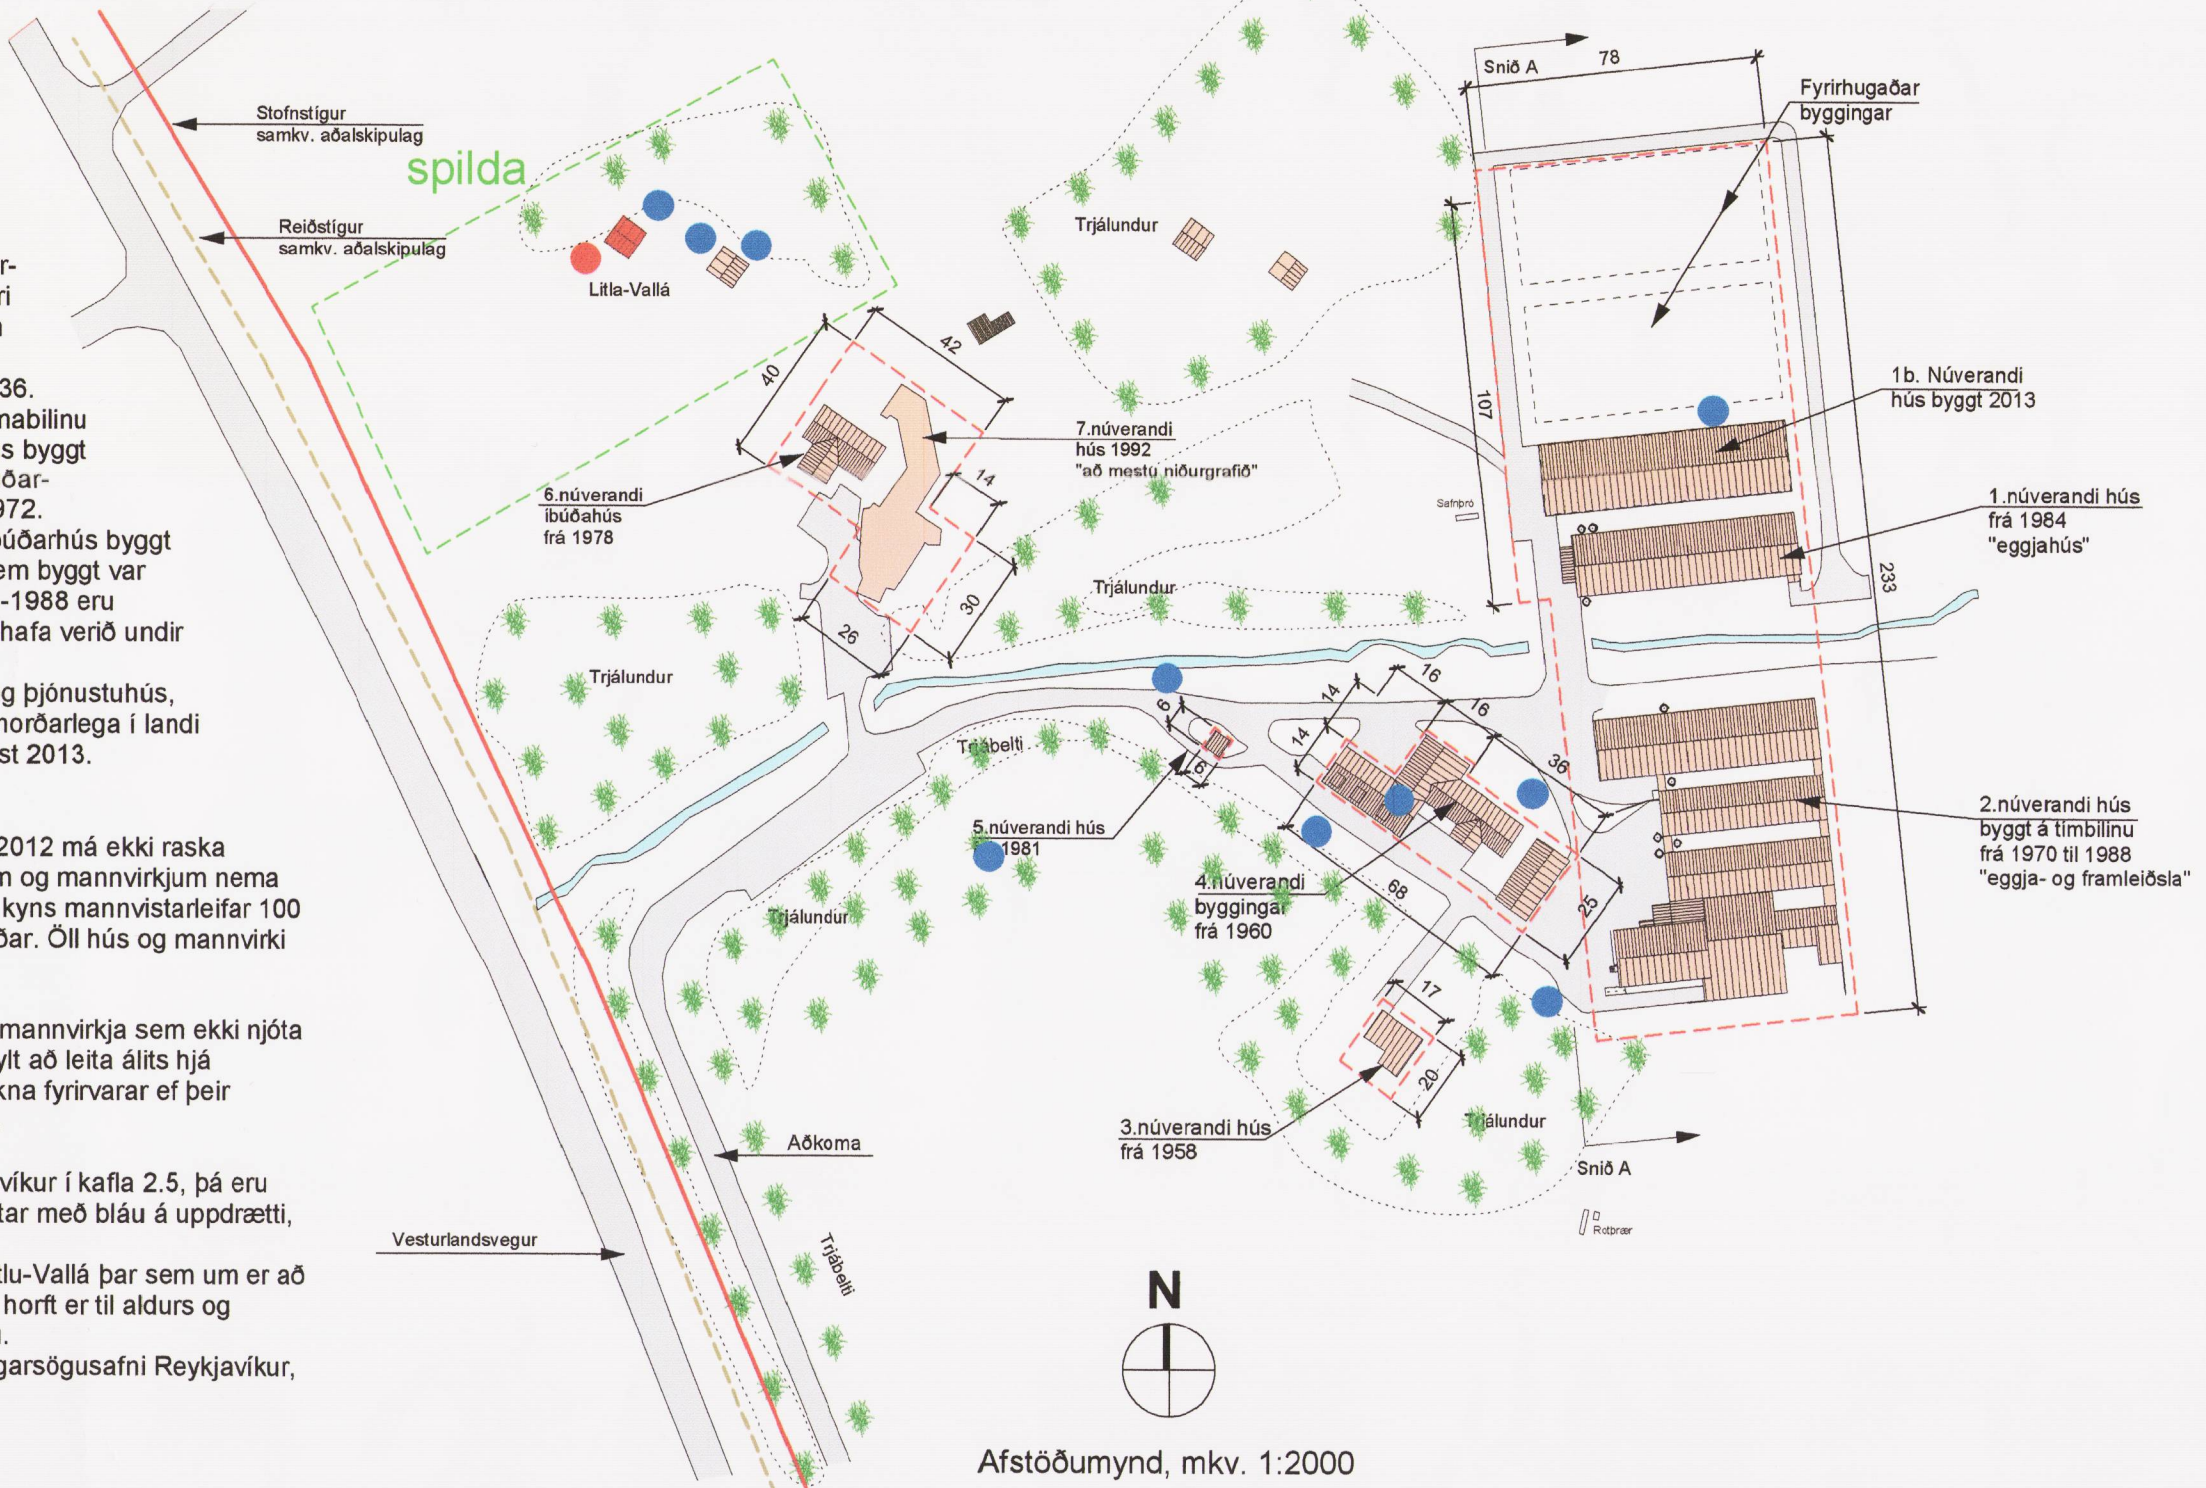 r-
ri
36.
nabilinu
s byggt
ðar-
972.
búðarhús byggt
em byggt var
-1988 eru
hafa verið undir
og þjónustuhús,
norðarlega í landi
st 2013.
2012 má ekki raska
m og mannvirkjum nema
kyns mannvistarleifar 100
ðar. Öll hús og mannvirki
mannvirkja sem ekki njóta
ylt að leita álits hjá
kna fyrirvarar ef þeir
víkur í kafla 2.5, þá eru
tar með bláu á uppdrætti,
tlu-Vallá þar sem um er að
horft er til aldurs og
garsögusafni Reykjavíkur,
Stofnstígur
samkv. aðalskipulag
spilda
Reiðstígur
samkv. aðalskipulag
Litla-Vallá
Trjálundur
Snið A
78
Fyrirhugaðar
byggingar
107
233
1b. Núverandi
hús byggt 2013
1.núverandi hús
frá 1984
"eggjahús"
Safnþró
40
42
7.núverandi
hús 1992
"að mestu niðurgrafið"
14
6.núverandi
íbúðahús
frá 1978
30
26
Trjálundur
Trjálundur
Trjábelti
6
6
14
14
16
16
36
68
25
5.núverandi hús
1981
4.núverandi
byggingar
frá 1960
2.núverandi hús
byggt á tímbilinu
frá 1970 til 1988
"eggja- og framleiðsla"
Trjálundur
17
20
3.núverandi hús
frá 1958
Trjálundur
Snið A
Rotþrær
Aðkoma
Vesturlandsvegur
Trjábelti
N
Afstöðumynd, mkv. 1:2000